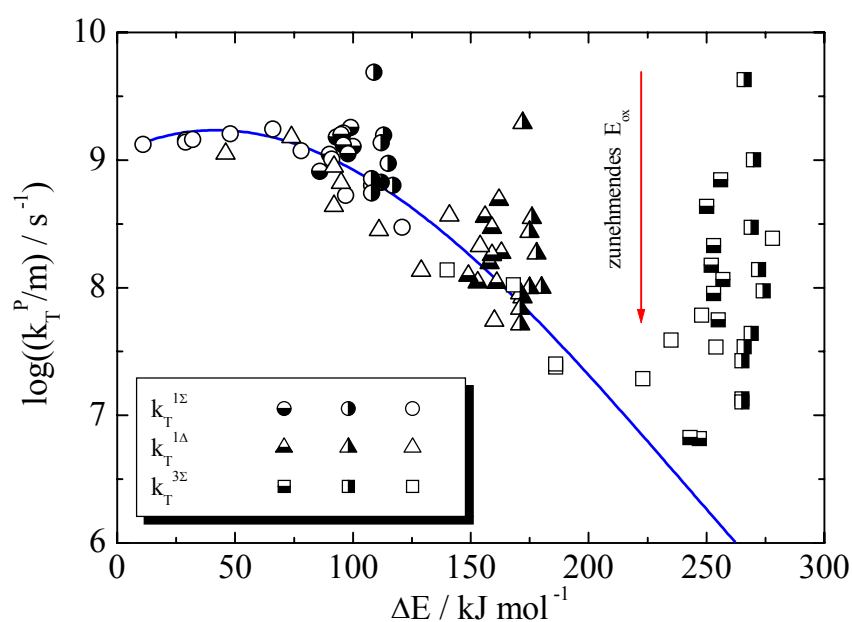 10
9
8
7
6
log((k_T^P/m) / s^-1)
zunehmendes E_ox
k_T^1Σ
k_T^1Δ
k_T^3Σ
0 50 100 150 200 250 300
ΔE / kJ mol^-1